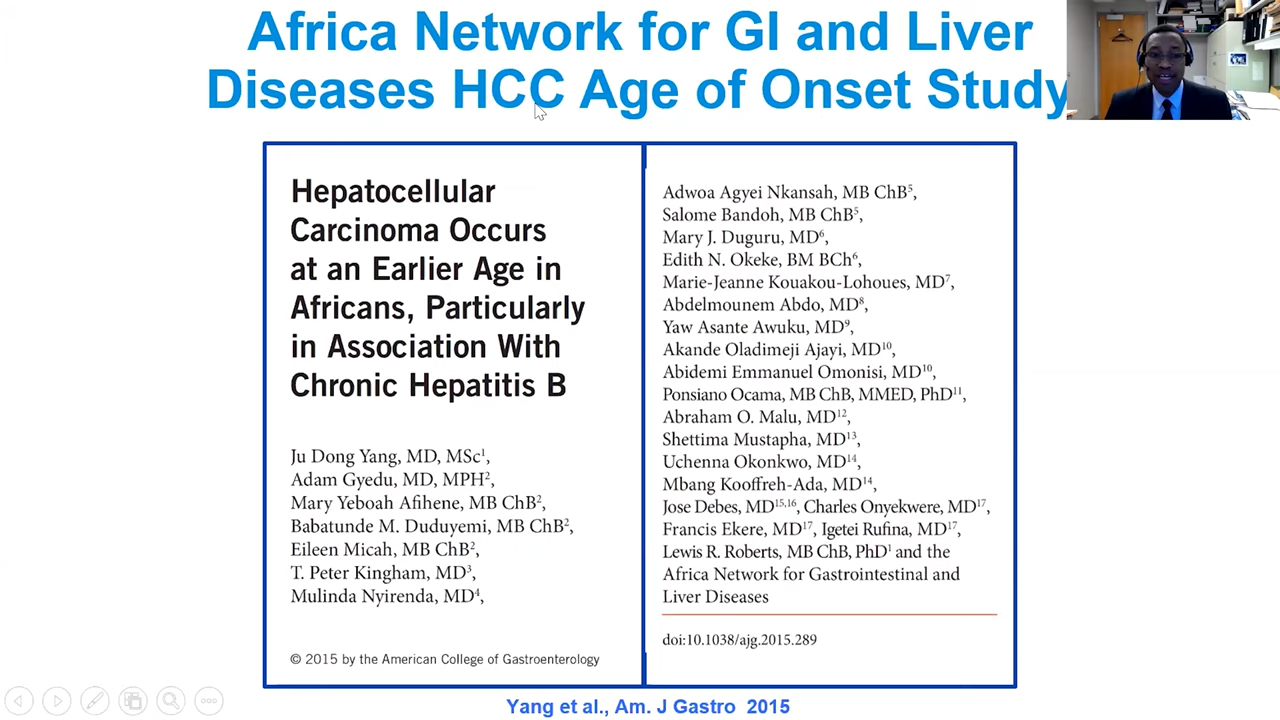 Africa Network for GI and Liver
Diseases HCC Age of Onset Study
Hepatocellular
Carcinoma Occurs
at an Earlier Age in
Africans, Particularly
in Association With
Chronic Hepatitis B
Ju Dong Yang, MD, MSc¹,
Adam Gyedu, MD, MPH²,
Mary Yeboah Afihene, MB ChB²,
Babatunde M. Duduyemi, MB ChB²,
Eileen Micah, MB ChB²,
T. Peter Kingham, MD³,
Mulinda Nyirenda, MD⁴,
© 2015 by the American College of Gastroenterology
Adwoa Agyei Nkansah, MB ChB⁵,
Salome Bandoh, MB ChB⁵,
Mary J. Duguru, MD⁶,
Edith N. Okeke, BM BCh⁶,
Marie-Jeanne Kouakou-Lohoues, MD⁷,
Abdelmounem Abdo, MD⁸,
Yaw Asante Awuku, MD⁹,
Akande Oladimeji Ajayi, MD¹⁰,
Abidemi Emmanuel Omonisi, MD¹⁰,
Ponsiano Ocama, MB ChB, MMED, PhD¹¹,
Abraham O. Malu, MD¹²,
Shettima Mustapha, MD¹³,
Uchenna Okonkwo, MD¹⁴,
Mbang Kooffreh-Ada, MD¹⁴,
Jose Debes, MD¹⁵,¹⁶, Charles Onyekwere, MD¹⁷,
Francis Ekere, MD¹⁷, Igetei Rufina, MD¹⁷,
Lewis R. Roberts, MB ChB, PhD¹ and the
Africa Network for Gastrointestinal and
Liver Diseases
doi:10.1038/ajg.2015.289
Yang et al., Am. J Gastro 2015